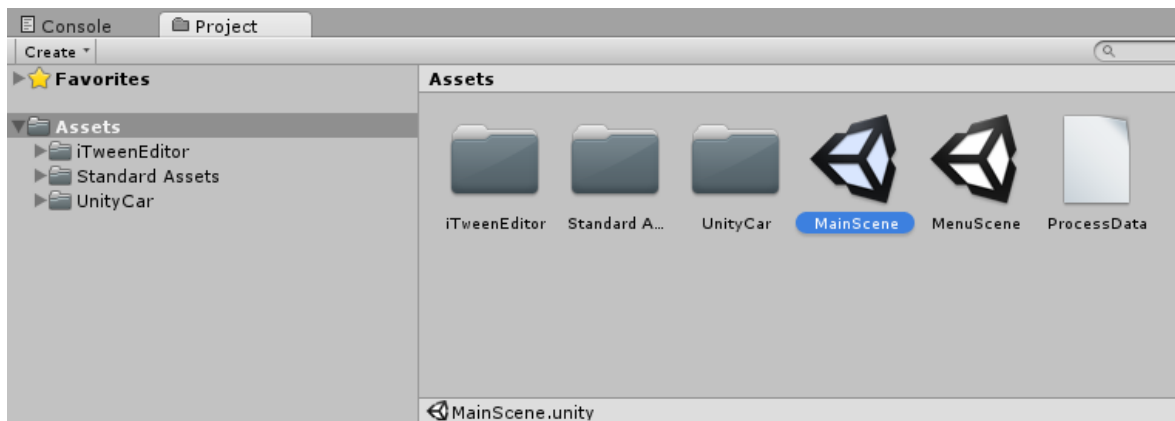 Console Project
Create
Favorites Assets
Assets
iTweenEditor
Standard Assets
UnityCar
iTweenEditor Standard A... UnityCar MainScene MenuScene ProcessData
MainScene.unity